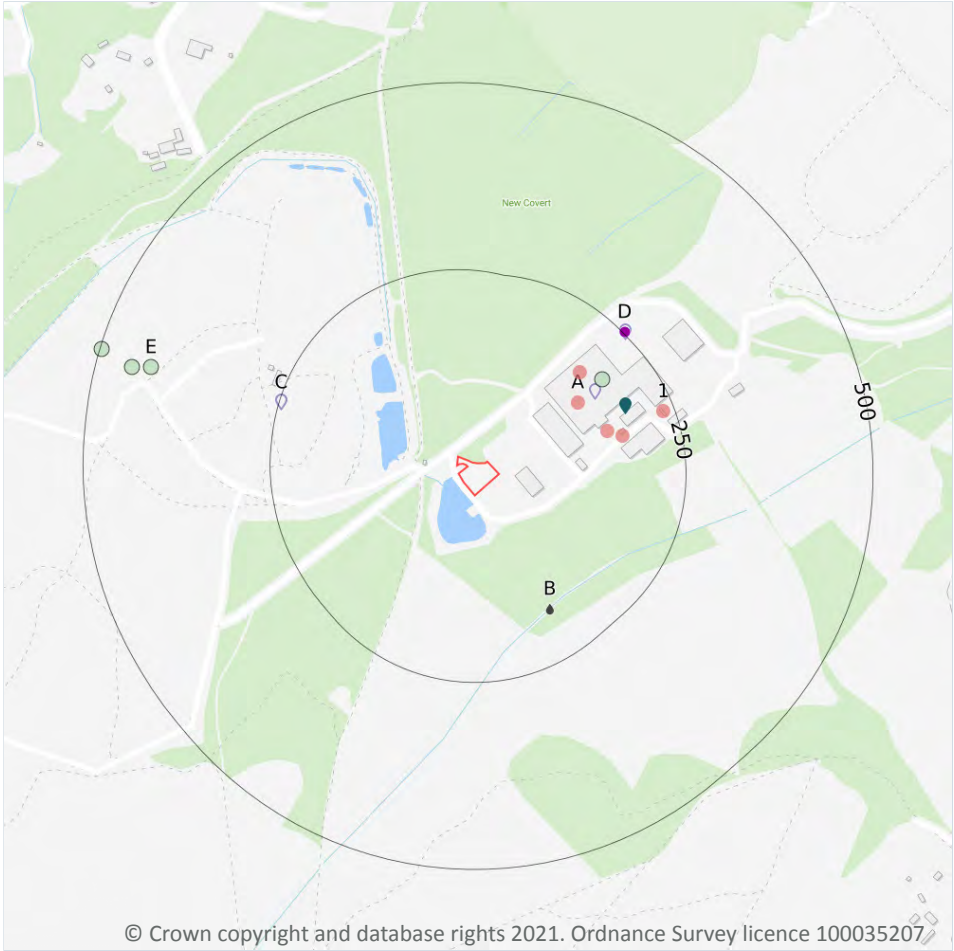 New Covert
D
E
A
C
1
500
250
B
© Crown copyright and database rights 2021. Ordnance Survey licence 100035207